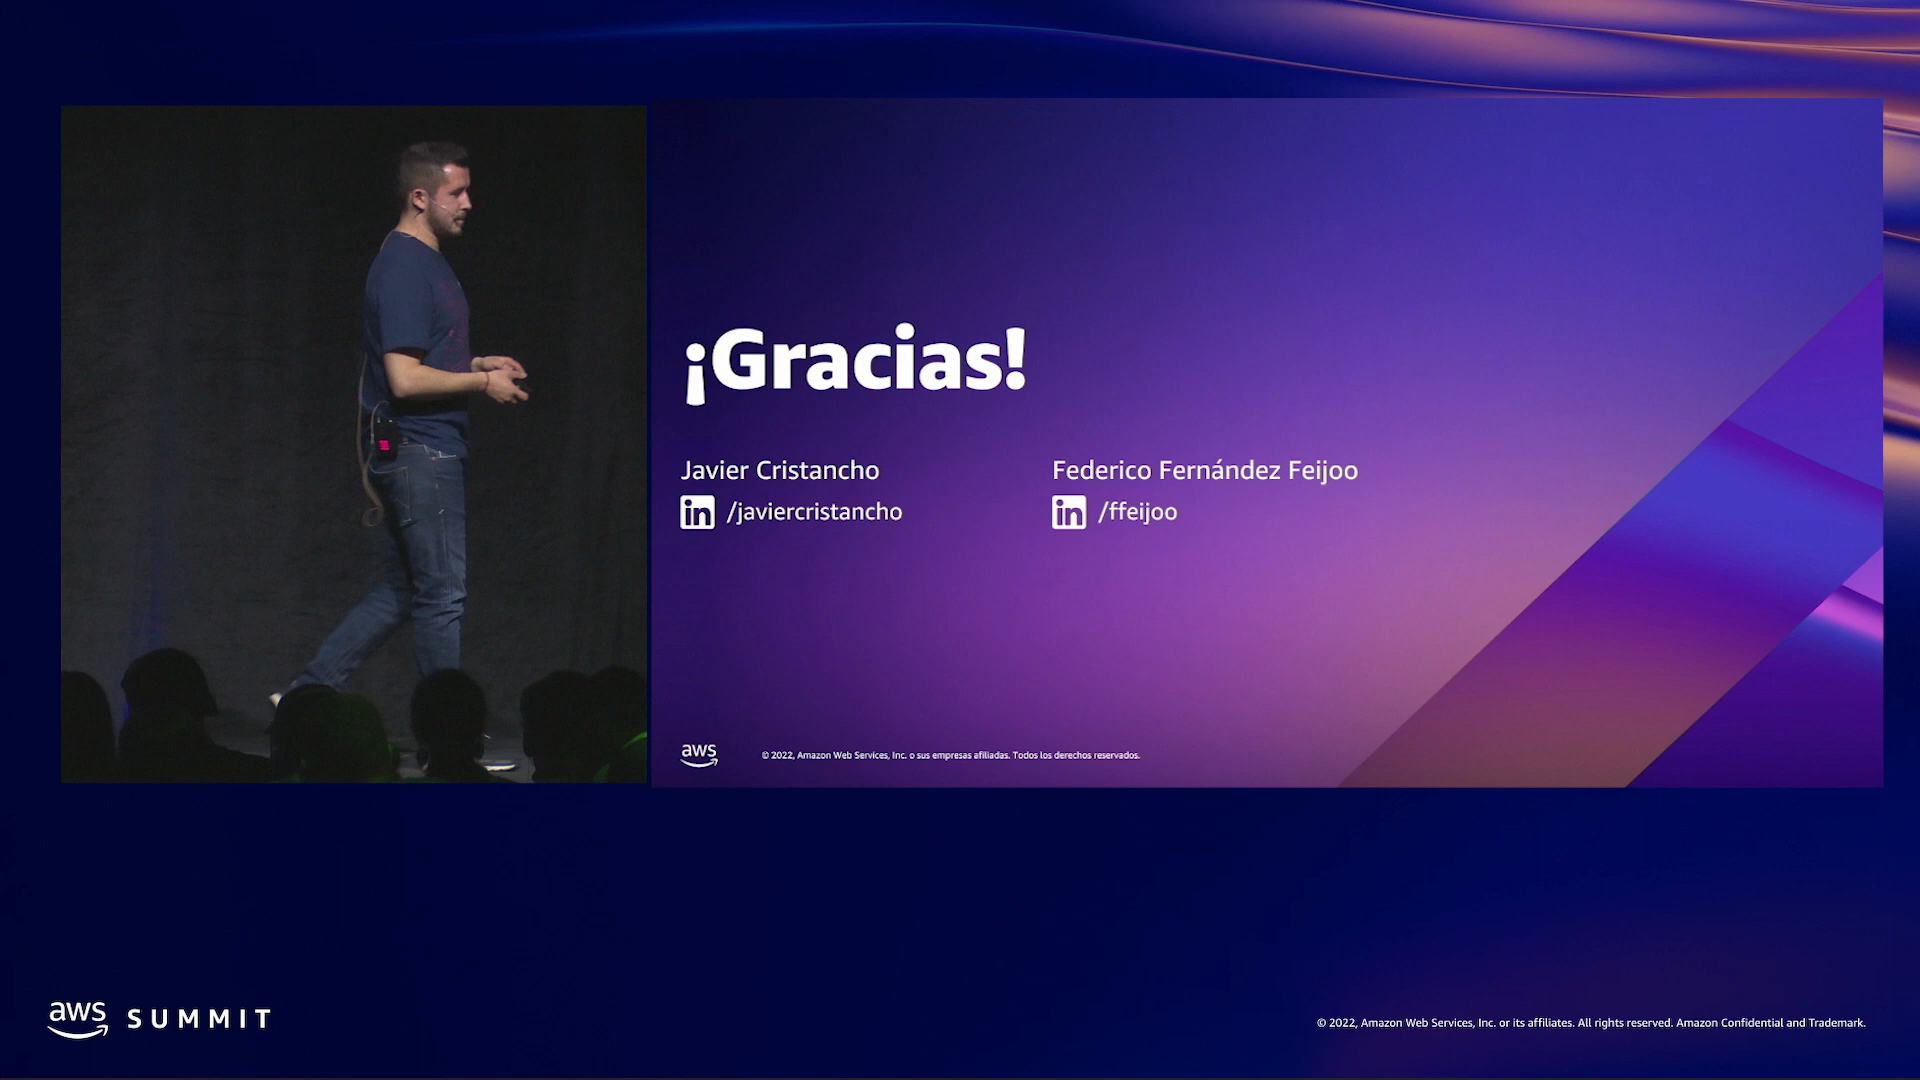 ¡Gracias!
Javier Cristancho
in /javiercristancho
Federico Fernández Feijoo
in /ffeijoo
aws
© 2022, Amazon Web Services, Inc. o sus empresas afiliadas. Todos los derechos reservados.
aws SUMMIT
© 2022, Amazon Web Services, Inc. or its affiliates. All rights reserved. Amazon Confidential and Trademark.